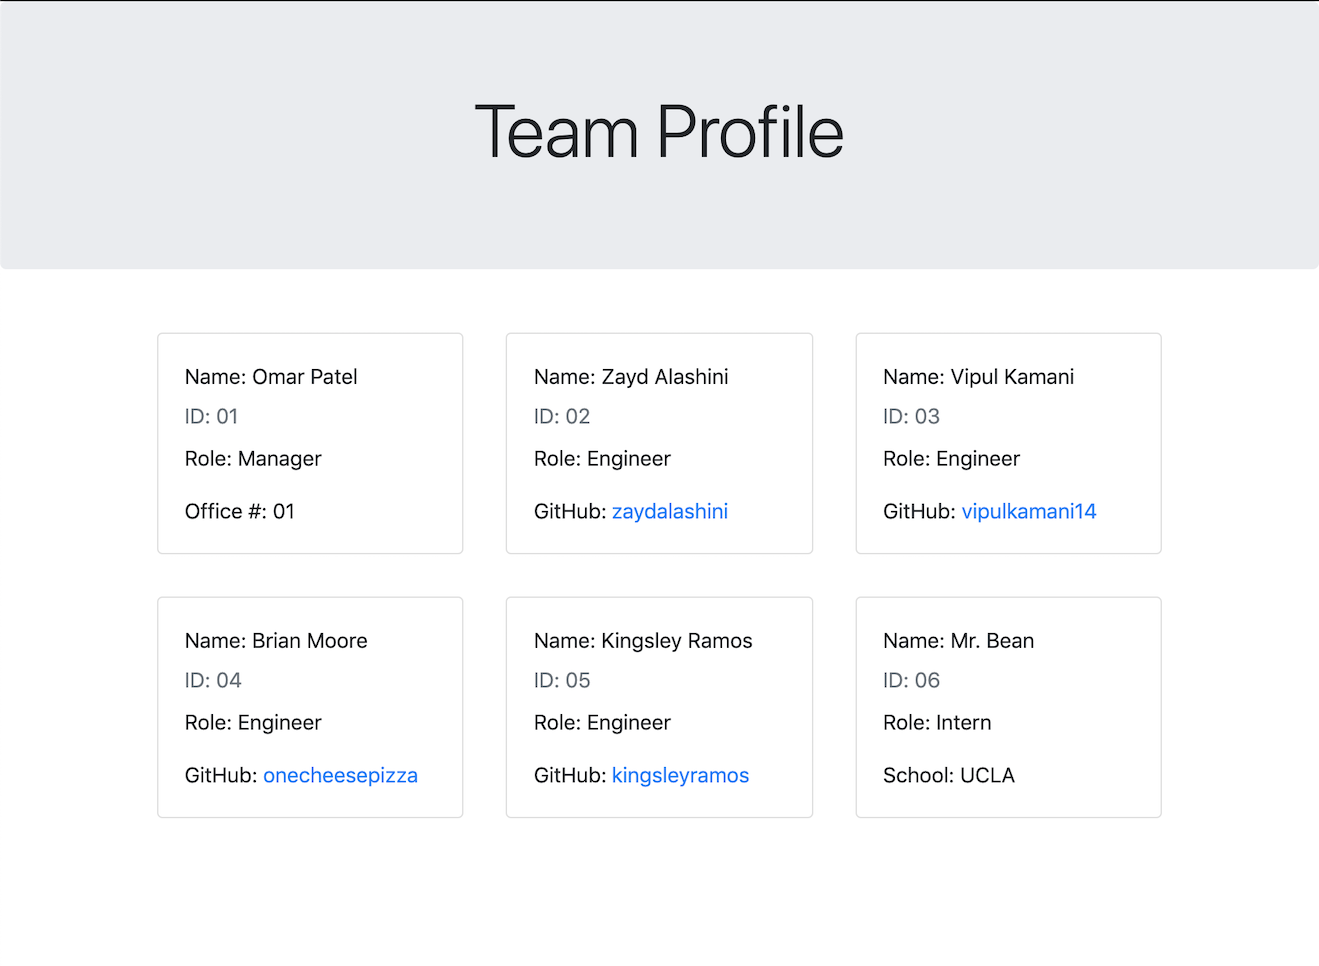 Team Profile
Name: Omar Patel
ID: 01
Role: Manager
Office #: 01
Name: Zayd Alashini
ID: 02
Role: Engineer
GitHub: zaydalashini
Name: Vipul Kamani
ID: 03
Role: Engineer
GitHub: vipulkamani14
Name: Brian Moore
ID: 04
Role: Engineer
GitHub: onecheesepizza
Name: Kingsley Ramos
ID: 05
Role: Engineer
GitHub: kingsleyramos
Name: Mr. Bean
ID: 06
Role: Intern
School: UCLA